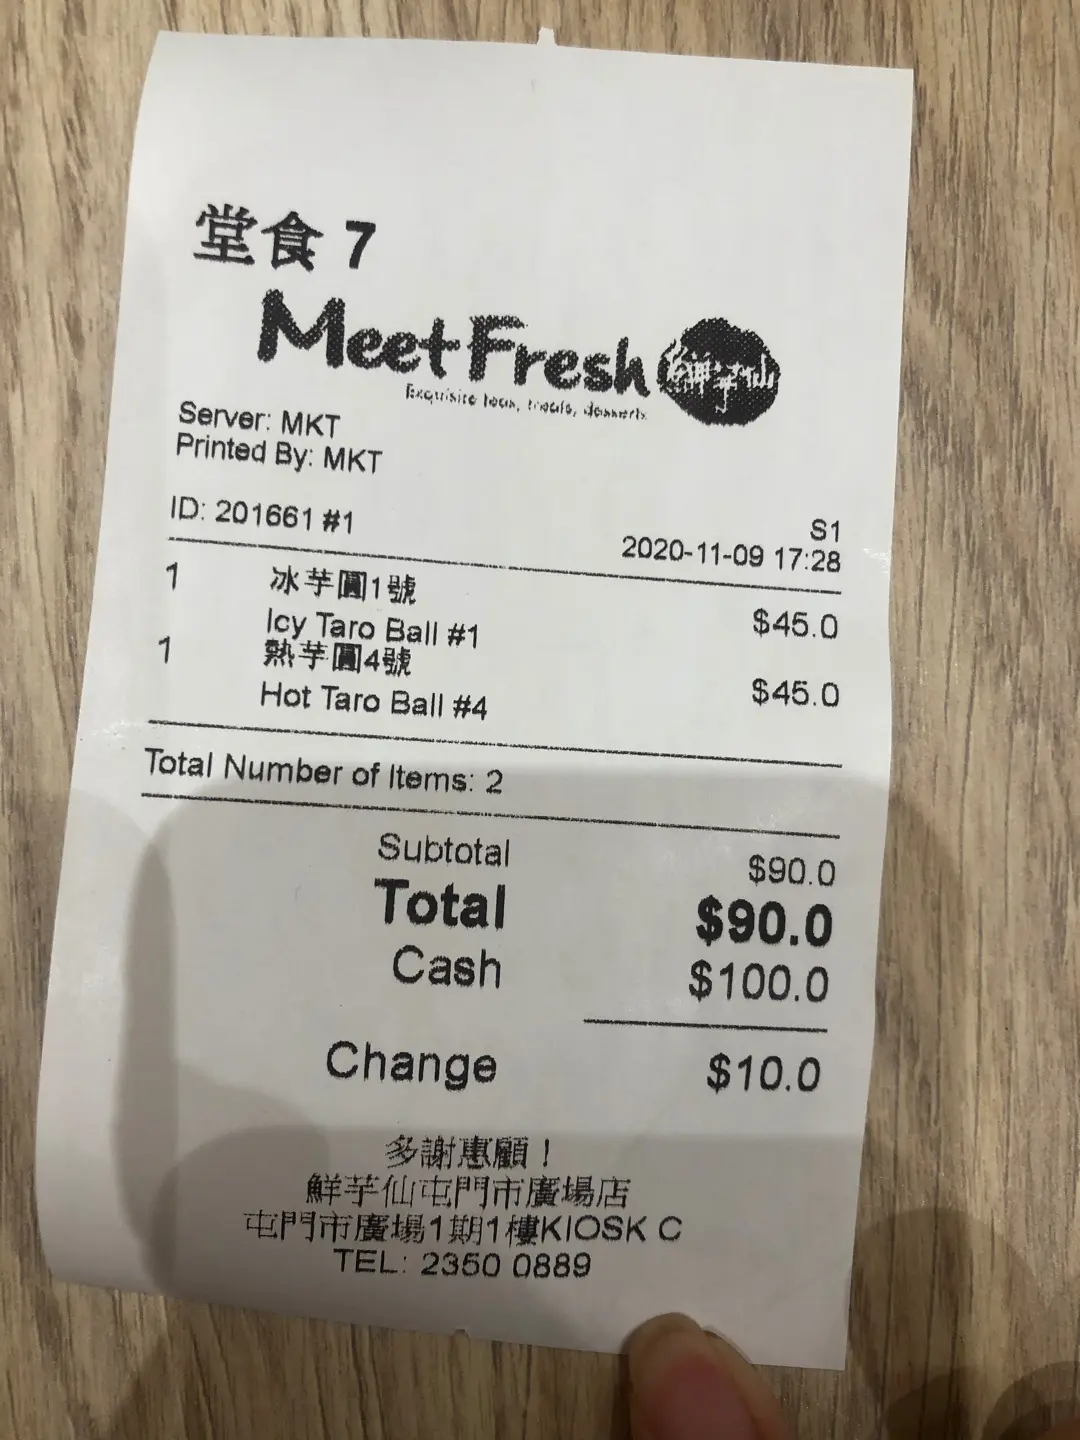 堂食 7
Meet Fresh 鮮芋仙
Exquisite teas, treats, desserts
Server: MKT
Printed By: MKT
ID: 201661 #1
S1
2020-11-09 17:28
1 冰芋圓1號 $45.0
Icy Taro Ball #1
1 熱芋圓4號 $45.0
Hot Taro Ball #4
Total Number of Items: 2
Subtotal $90.0
Total $90.0
Cash $100.0
Change $10.0
多謝惠顧！
鮮芋仙屯門市廣場店
屯門市廣場1期1樓KIOSK C
TEL: 2350 0889